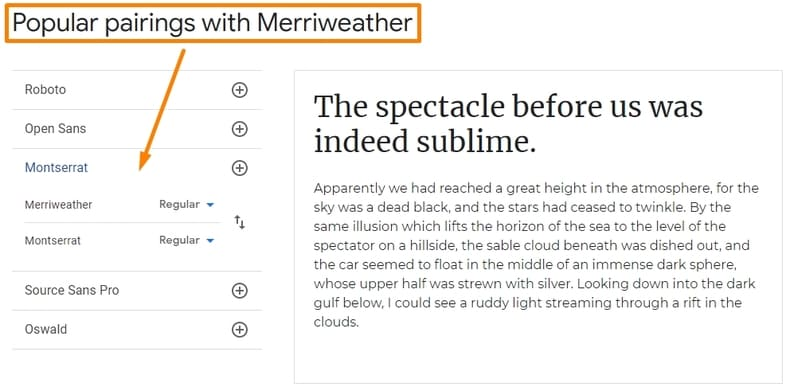 Popular pairings with Merriweather
Roboto
Open Sans
Montserrat
Merriweather Regular
Montserrat Regular
Source Sans Pro
Oswald
The spectacle before us was
indeed sublime.
Apparently we had reached a great height in the atmosphere, for the
sky was a dead black, and the stars had ceased to twinkle. By the
same illusion which lifts the horizon of the sea to the level of the
spectator on a hillside, the sable cloud beneath was dished out, and
the car seemed to float in the middle of an immense dark sphere,
whose upper half was strewn with silver. Looking down into the dark
gulf below, I could see a ruddy light streaming through a rift in the
clouds.